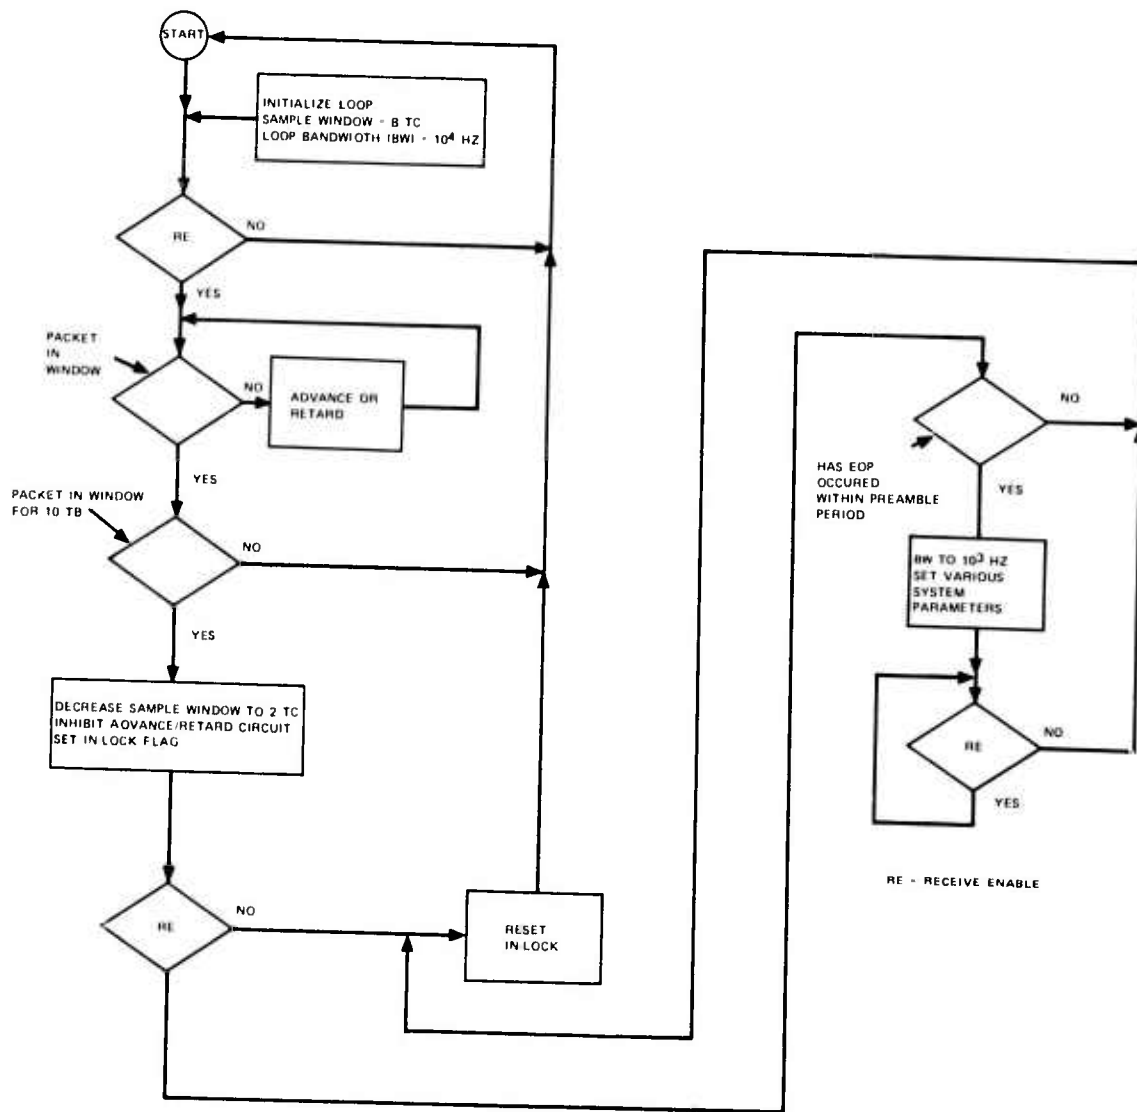 START
INITIALIZE LOOP
SAMPLE WINDOW - 8 TC
LOOP BANDWIDTH (BW) - 10⁴ HZ
RE
NO
YES
PACKET
IN
WINDOW
NO
ADVANCE OR
RETARD
YES
PACKET IN WINDOW
FOR 10 TB
NO
YES
DECREASE SAMPLE WINDOW TO 2 TC
INHIBIT ADVANCE/RETARD CIRCUIT
SET IN LOCK FLAG
RE
NO
RESET
IN-LOCK
NO
HAS EOP
OCCURED
WITHIN PREAMBLE
PERIOD
YES
BW TO 10³ HZ
SET VARIOUS
SYSTEM
PARAMETERS
RE
NO
YES
RE - RECEIVE ENABLE